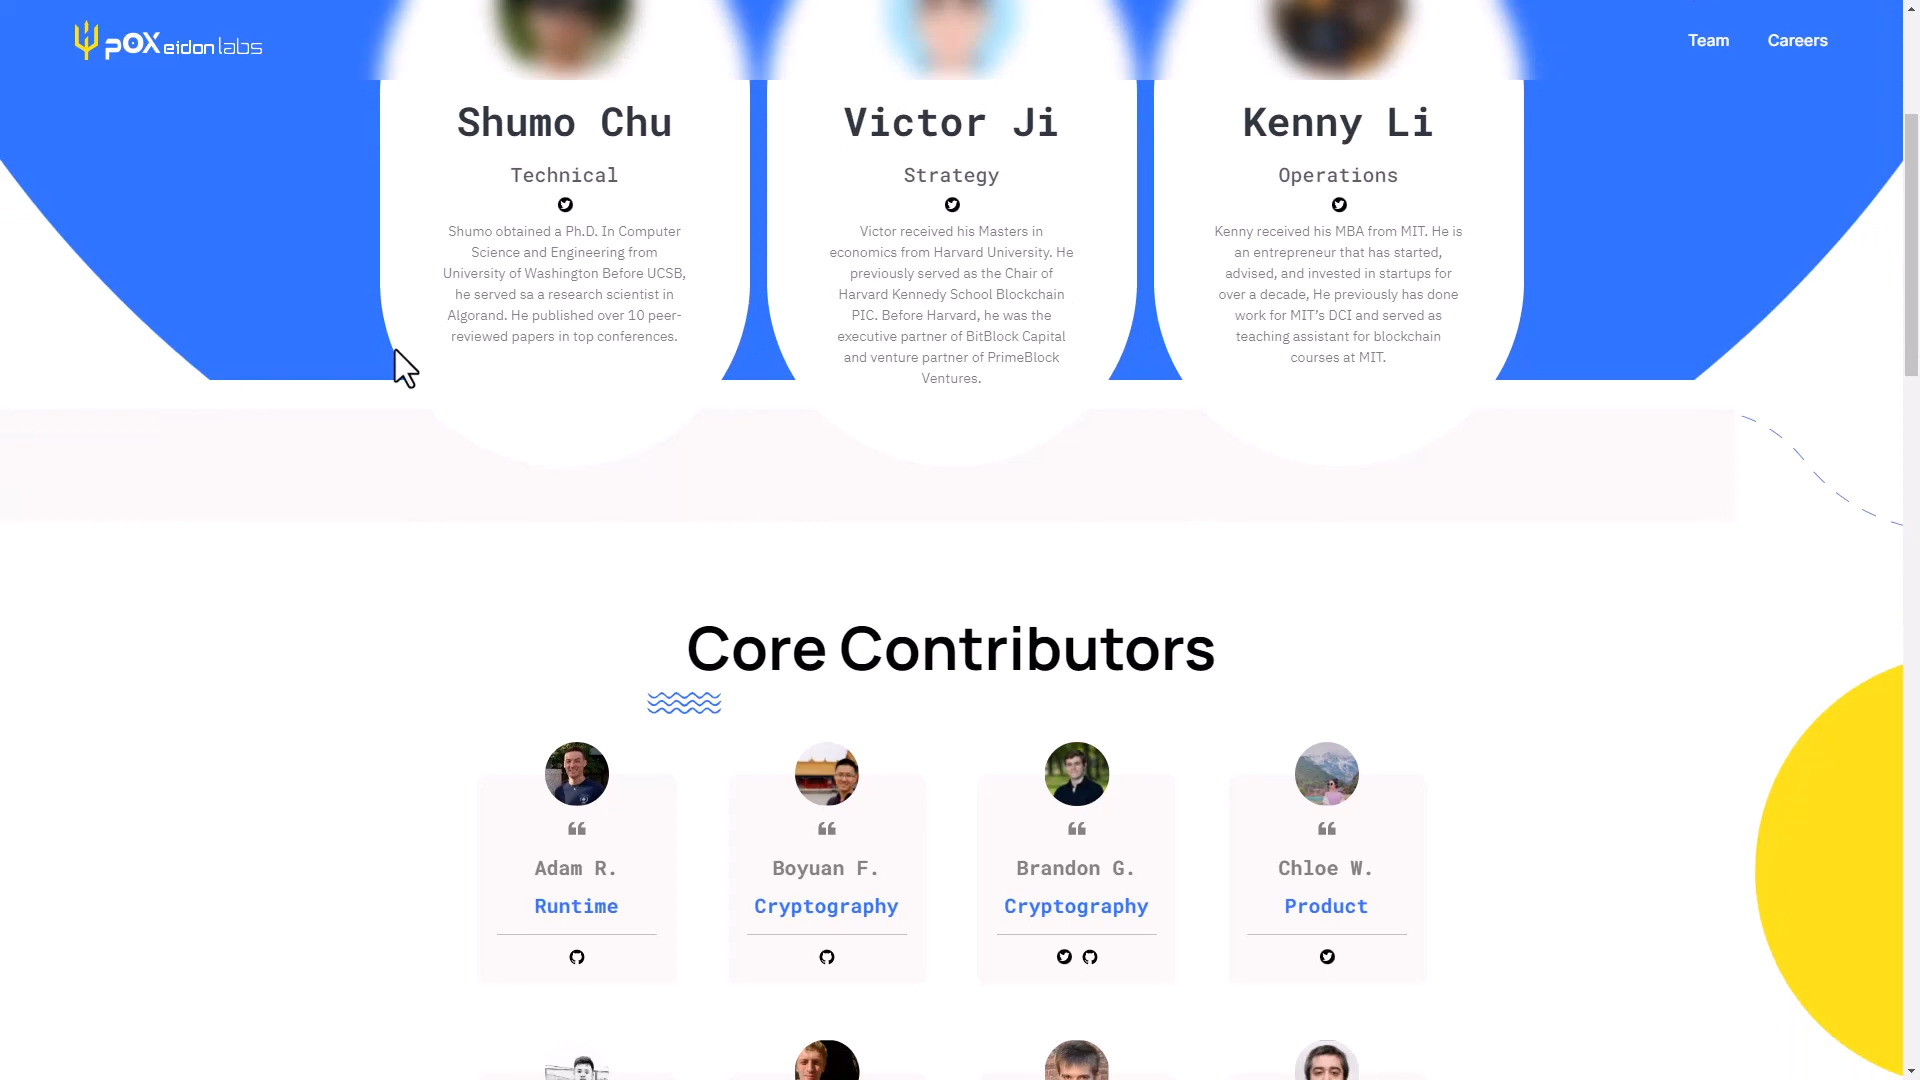 pOXeidon labs
Team
Careers
Shumo Chu
Technical
Shumo obtained a Ph.D. In Computer
Science and Engineering from
University of Washington Before UCSB,
he served sa a research scientist in
Algorand. He published over 10 peer-
reviewed papers in top conferences.
Victor Ji
Strategy
Victor received his Masters in
economics from Harvard University. He
previously served as the Chair of
Harvard Kennedy School Blockchain
PIC. Before Harvard, he was the
executive partner of BitBlock Capital
and venture partner of PrimeBlock
Ventures.
Kenny Li
Operations
Kenny received his MBA from MIT. He is
an entrepreneur that has started,
advised, and invested in startups for
over a decade, He previously has done
work for MIT’s DCI and served as
teaching assistant for blockchain
courses at MIT.
Core Contributors
“
Adam R.
Runtime
“
Boyuan F.
Cryptography
“
Brandon G.
Cryptography
“
Chloe W.
Product